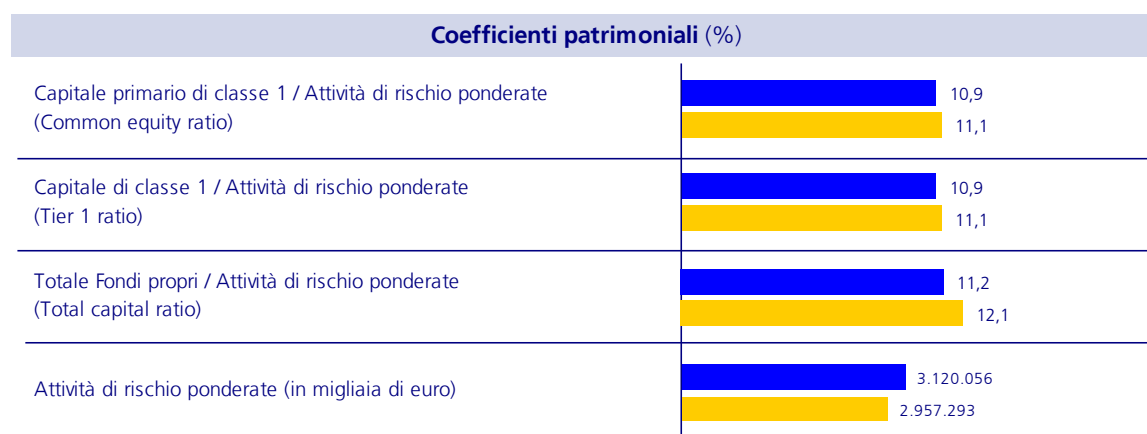 Coefficienti patrimoniali (%)
Capitale primario di classe 1 / Attività di rischio ponderate
(Common equity ratio)
10,9
11,1
Capitale di classe 1 / Attività di rischio ponderate
(Tier 1 ratio)
10,9
11,1
Totale Fondi propri / Attività di rischio ponderate
(Total capital ratio)
11,2
12,1
Attività di rischio ponderate (in migliaia di euro)
3.120.056
2.957.293